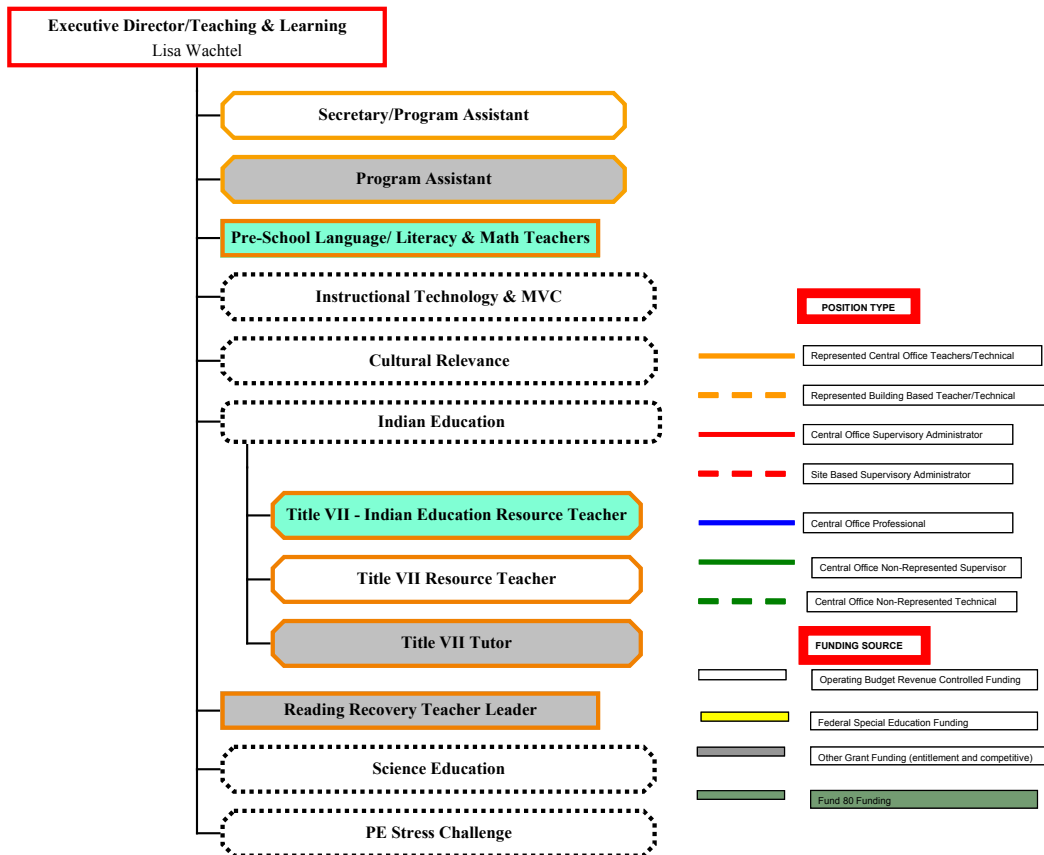 Executive Director/Teaching & Learning
Lisa Wachtel
Secretary/Program Assistant
Program Assistant
Pre-School Language/ Literacy & Math Teachers
Instructional Technology & MVC
Cultural Relevance
Indian Education
Title VII - Indian Education Resource Teacher
Title VII Resource Teacher
Title VII Tutor
Reading Recovery Teacher Leader
Science Education
PE Stress Challenge
POSITION TYPE
Represented Central Office Teachers/Technical
Represented Building Based Teacher/Technical
Central Office Supervisory Administrator
Site Based Supervisory Administrator
Central Office Professional
Central Office Non-Represented Supervisor
Central Office Non-Represented Technical
FUNDING SOURCE
Operating Budget Revenue Controlled Funding
Federal Special Education Funding
Other Grant Funding (entitlement and competitive)
Fund 80 Funding